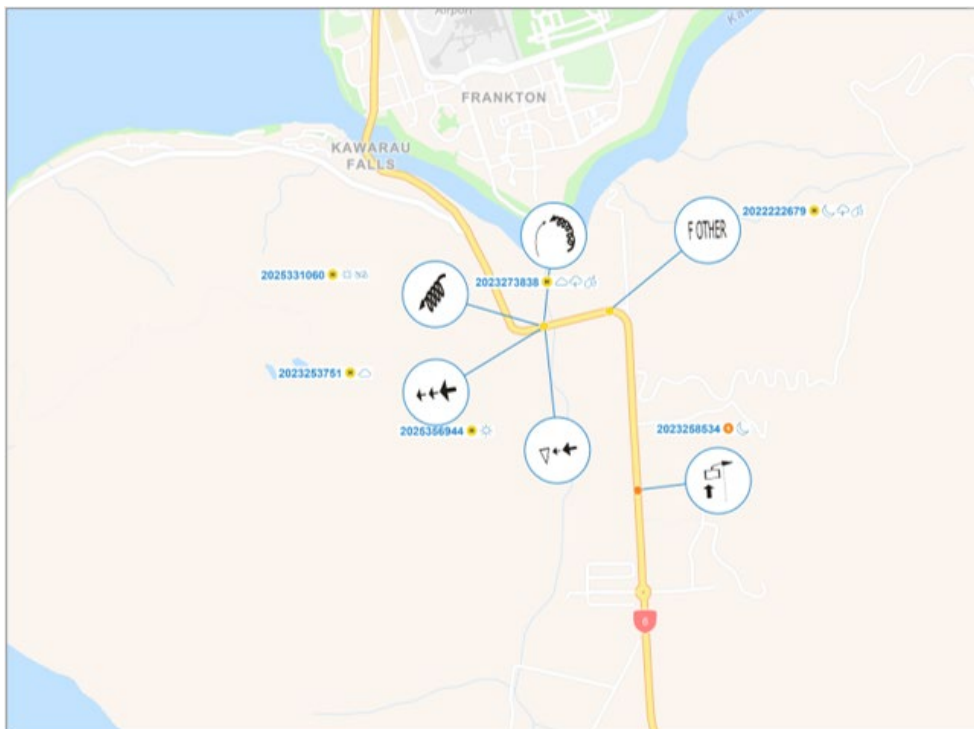 Airport
FRANKTON
KAWARAU
FALLS
2022222679 M
F OTHER
2025331060 M
2023273838 M
2023253751 M
2025356944 M
2023258534
6